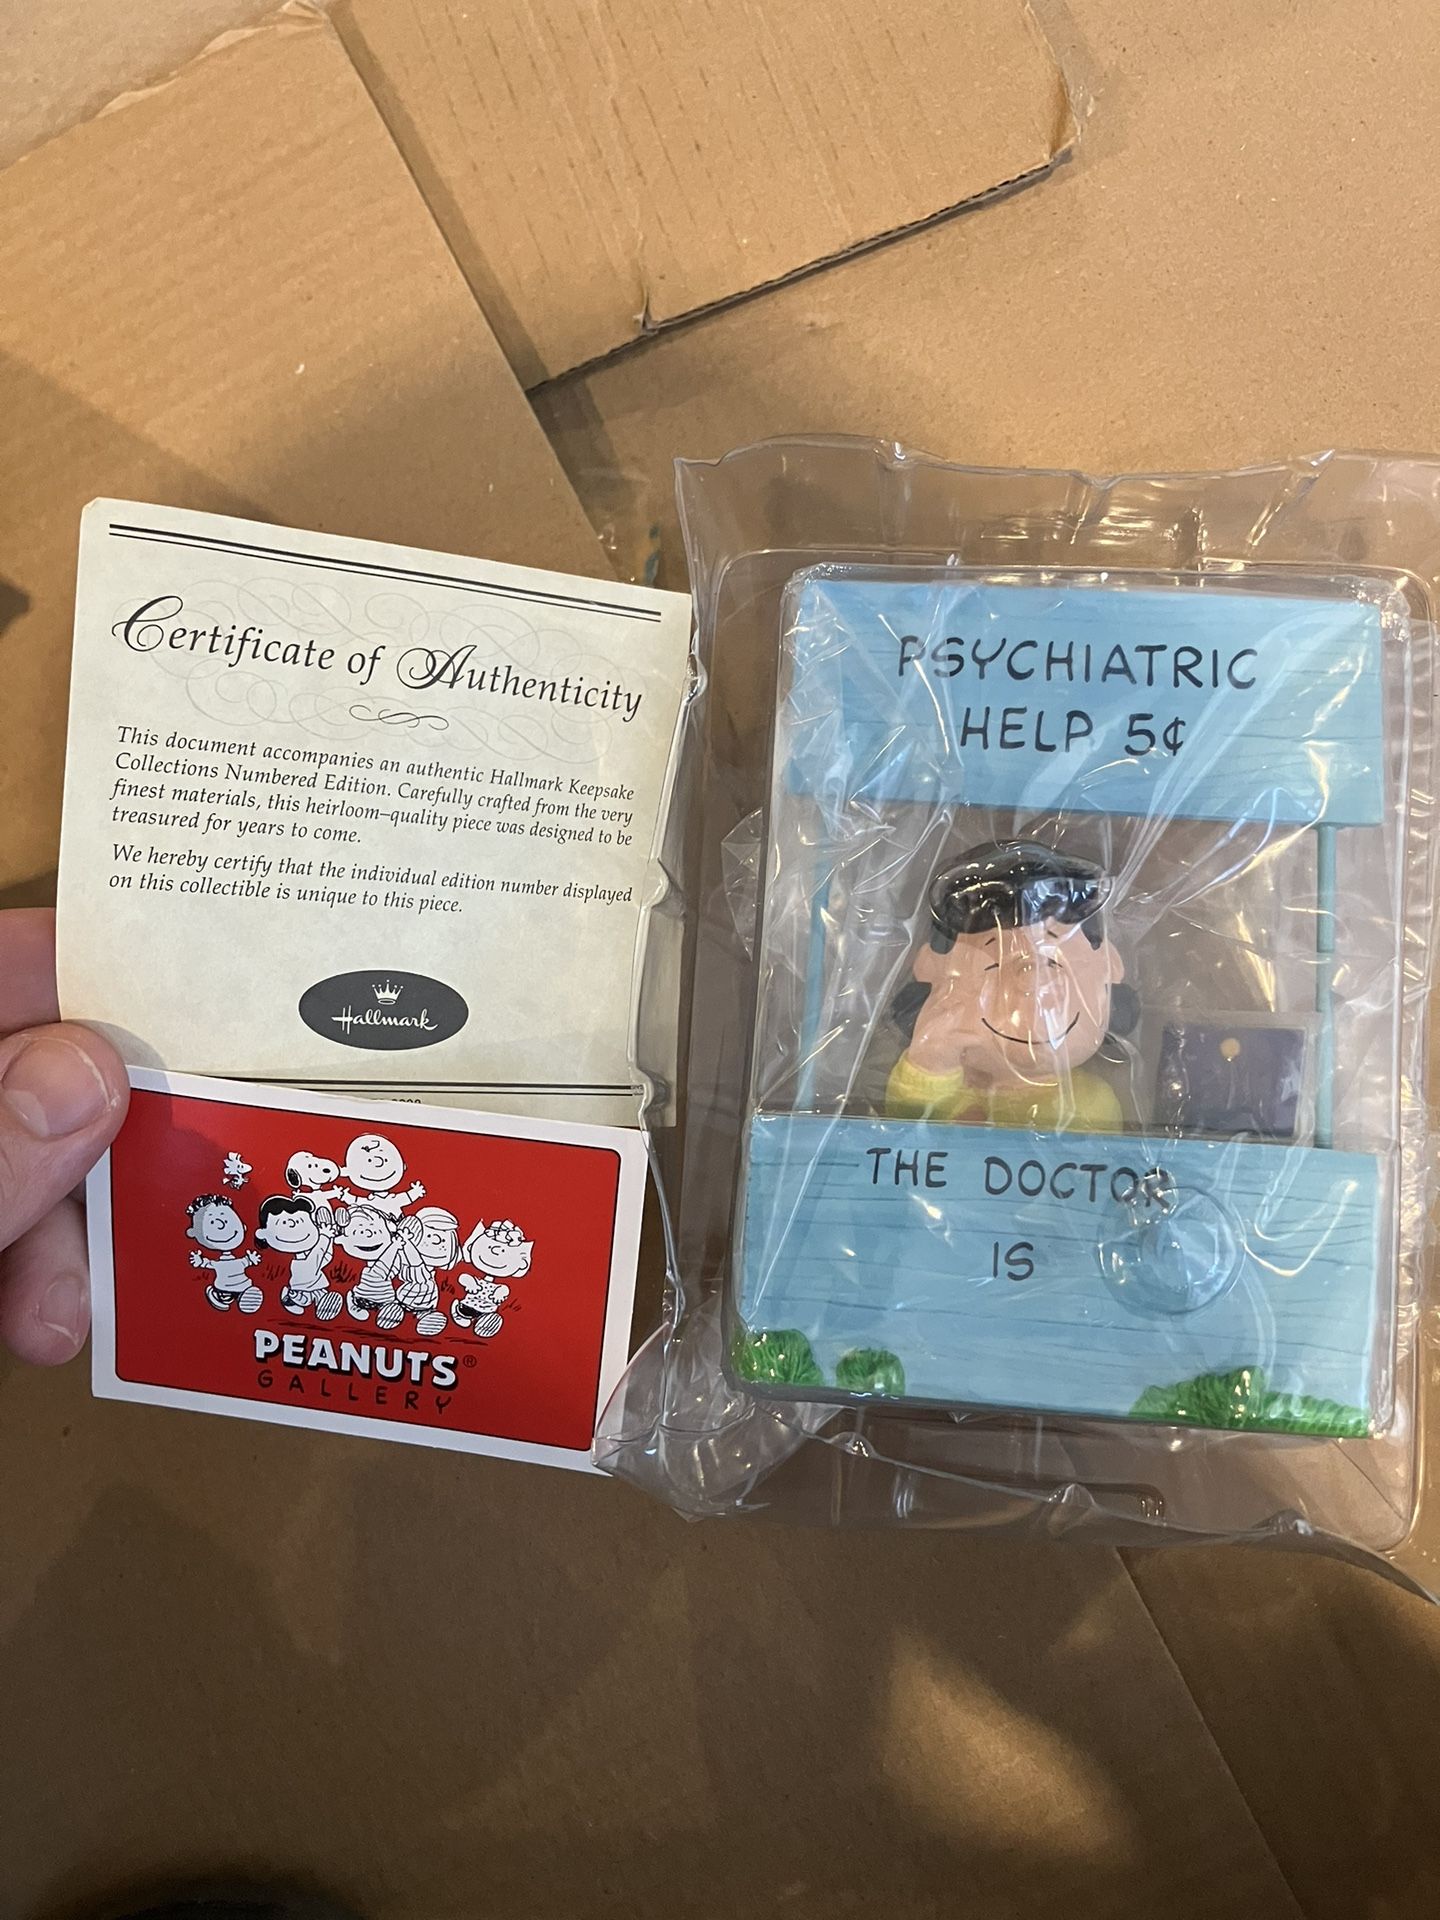 Certificate of Authenticity
This document accompanies an authentic Hallmark Keepsake
Collections Numbered Edition. Carefully crafted from the very
finest materials, this heirloom-quality piece was designed to be
treasured for years to come.
We hereby certify that the individual edition number displayed
on this collectible is unique to this piece.
Hallmark
PEANUTS®
GALLERY
PSYCHIATRIC
HELP 5¢
THE DOCTOR
IS